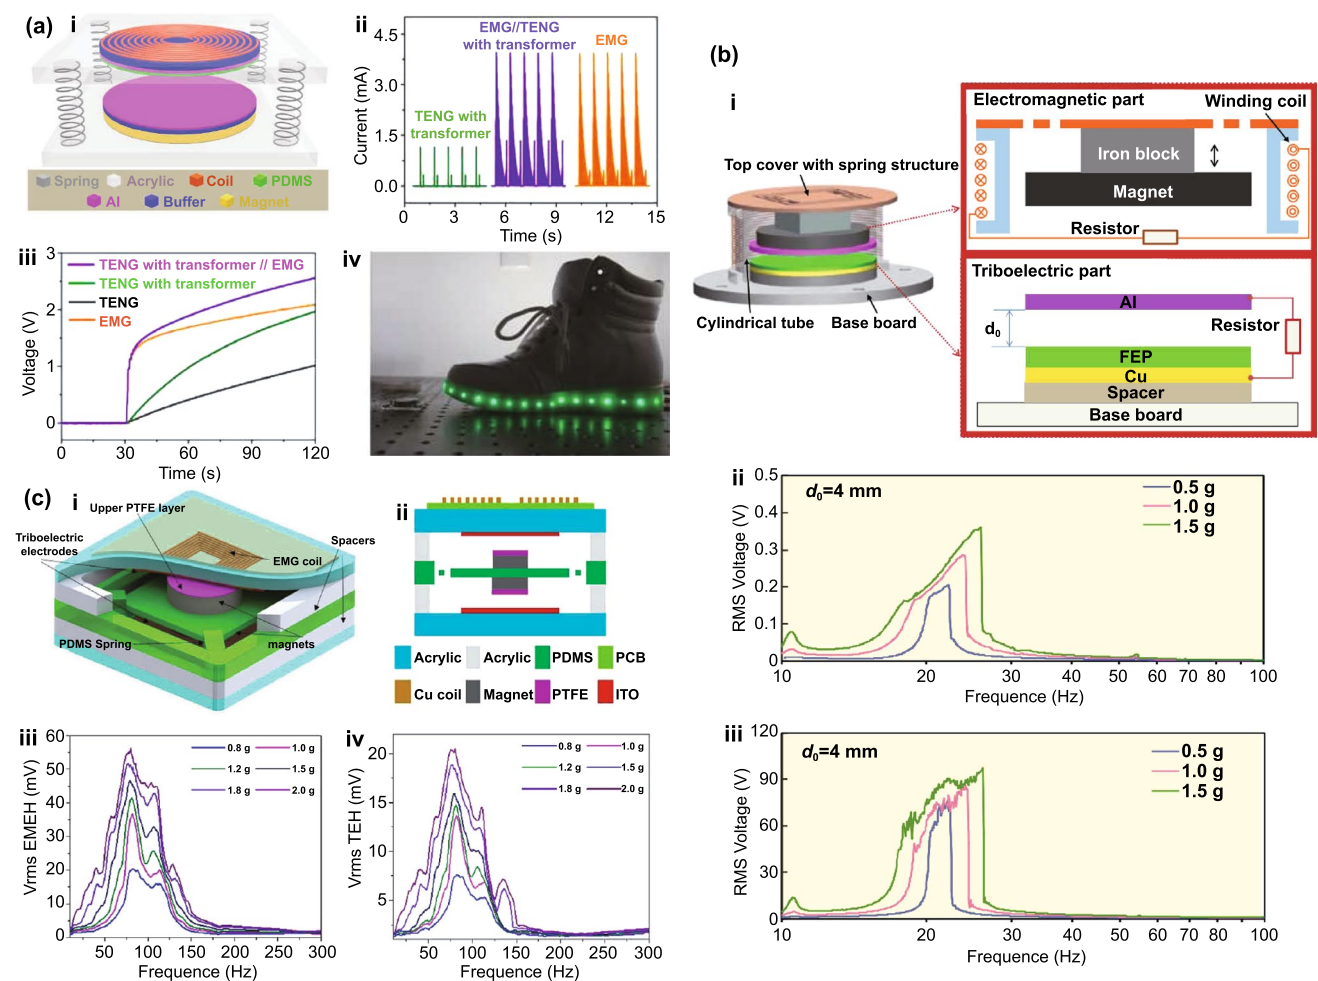 (a)
i
Spring
Acrylic
Coil
PDMS
Al
Buffer
Magnet
ii
4.5
3.0
1.5
0.0
Current (mA)
EMG//TENG
with transformer
EMG
TENG with
transformer
0
3
6
9
12
15
Time (s)
iii
3
2
1
0
Voltage (V)
TENG with transformer // EMG
TENG with transformer
TENG
EMG
0
30
60
90
120
Time (s)
iv
(b)
i
Top cover with spring structure
Cylindrical tube
Base board
Electromagnetic part
Winding coil
Iron block
Magnet
Resistor
Triboelectric part
Al
d₀
Resistor
FEP
Cu
Spacer
Base board
ii
0.5
0.4
0.3
0.2
0.1
0
RMS Voltage (V)
d₀=4 mm
0.5 g
1.0 g
1.5 g
10
20
30
40
50
60
70
80
100
Frequence (Hz)
iii
120
90
60
30
0
RMS Voltage (V)
d₀=4 mm
0.5 g
1.0 g
1.5 g
10
20
30
40
50
60
70
80
100
Frequence (Hz)
(c)
i
Upper PTFE layer
Triboelectric
electrodes
Spacers
EMG coil
PDMS Spring
magnets
ii
Acrylic
Acrylic
PDMS
PCB
Cu coil
Magnet
PTFE
ITO
iii
60
50
40
30
20
10
0
Vrms EMEH (mV)
0.8 g
1.0 g
1.2 g
1.5 g
1.8 g
2.0 g
50
100
150
200
250
300
Frequence (Hz)
iv
20
15
10
5
Vrms TEH (mV)
0.8 g
1.0 g
1.2 g
1.5 g
1.8 g
2.0 g
50
100
150
200
250
300
Frequence (Hz)